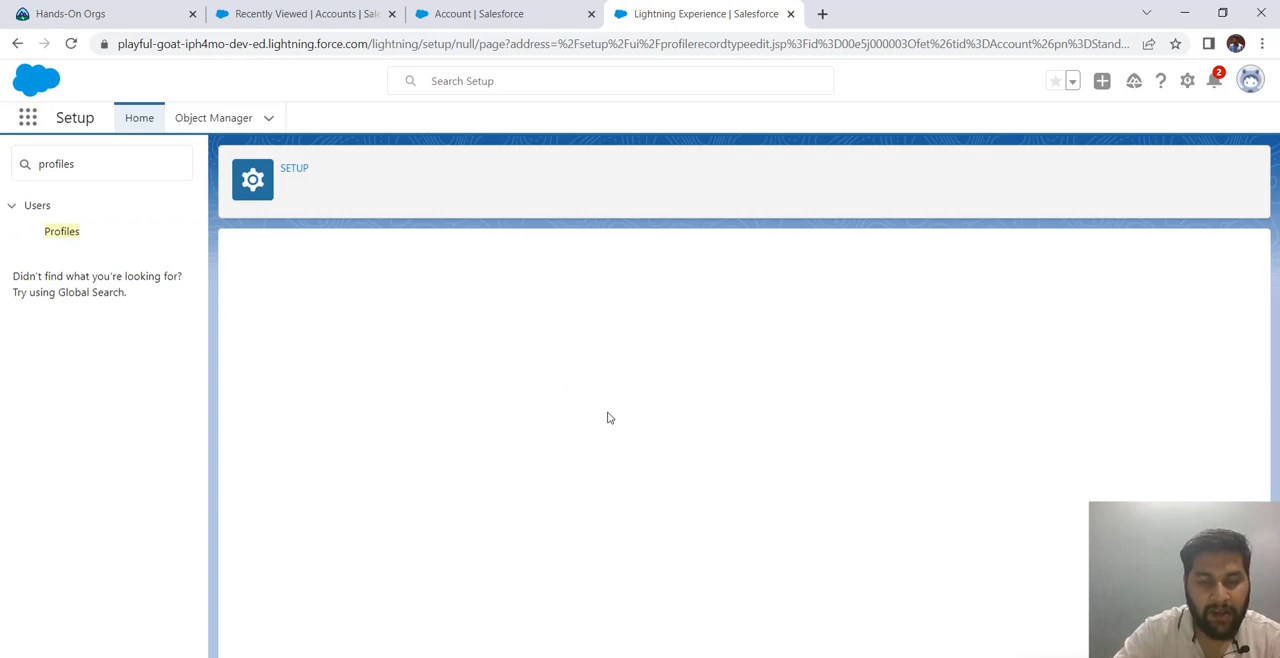 Hands-On Orgs
Recently Viewed | Accounts | Sale
Account | Salesforce
Lightning Experience | Salesforce
playful-goat-iph4mo-dev-ed.lightning.force.com/lightning/setup/null/page?address=%2Fsetup%2Fui%2Fprofilerecordtypeedit.jsp%3Fid%3D00e5j000003Ofet%26tid%3DAccount%26pn%3DStand...
Search Setup
2
Setup
Home
Object Manager
profiles
SETUP
Users
Profiles
Didn't find what you're looking for?
Try using Global Search.